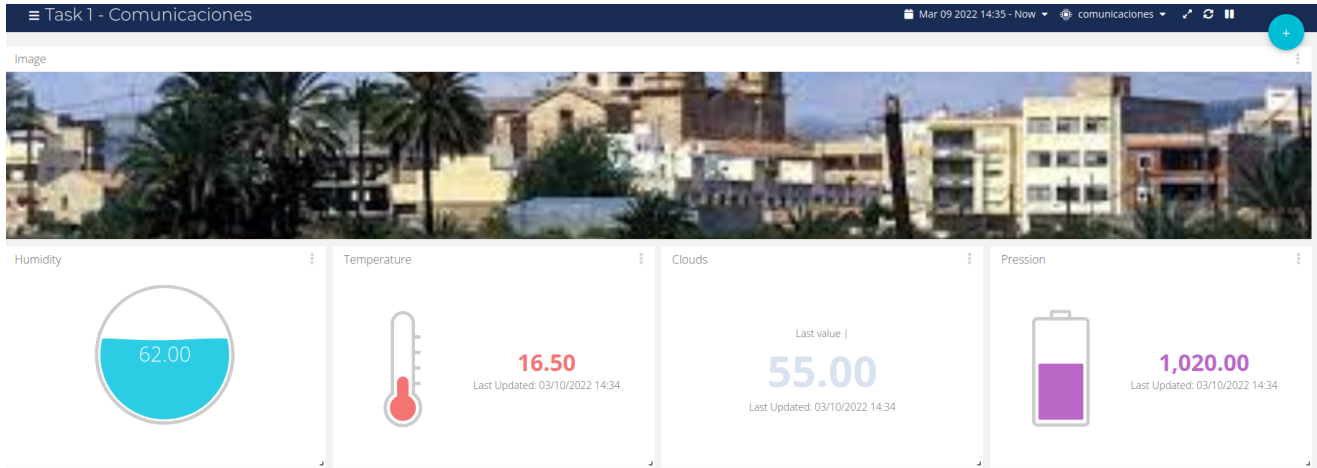 Task 1 - Comunicaciones
Mar 09 2022 14:35 - Now
comunicaciones
+
Image
Humidity
62.00
Temperature
16.50
Last Updated: 03/10/2022 14:34
Clouds
Last value |
55.00
Last Updated: 03/10/2022 14:34
Pression
1,020.00
Last Updated: 03/10/2022 14:34